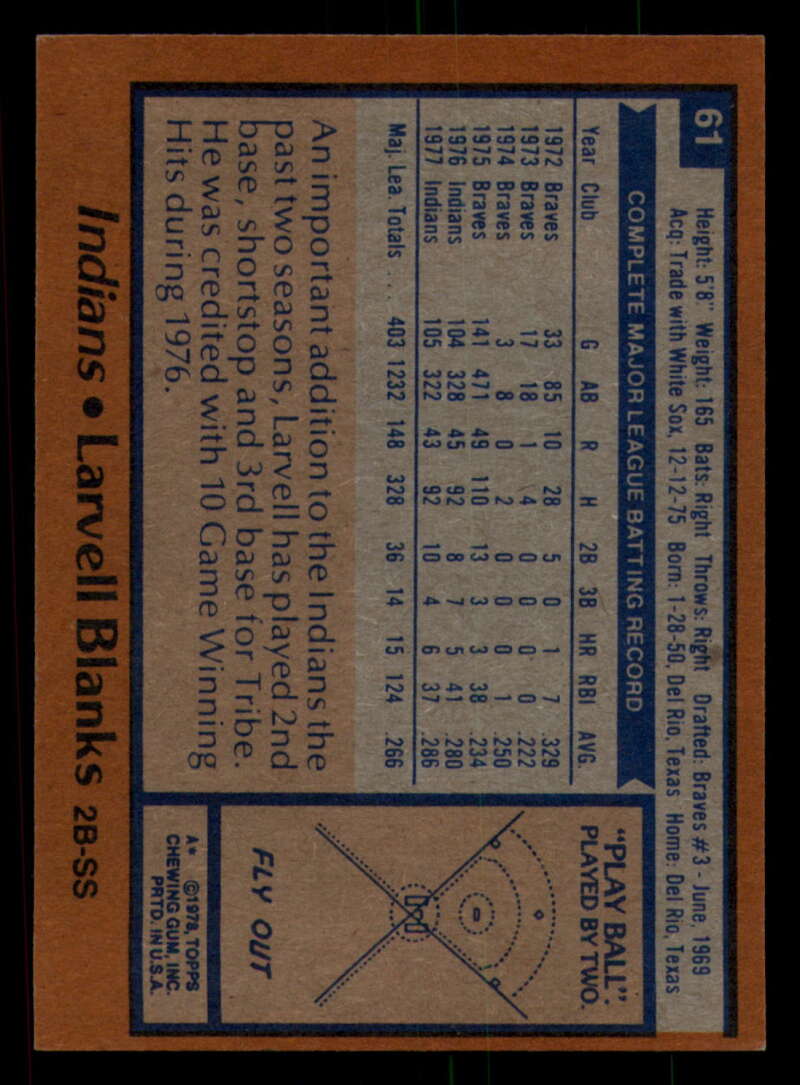 61
Height: 5'8" Weight: 165 Bats: Right Throws: Right Drafted: Braves #3 - June, 1969
Acq: Trade with White Sox, 12-12-75 Born: 1-28-50, Del Rio, Texas Home: Del Rio, Texas
COMPLETE MAJOR LEAGUE BATTING RECORD
Year Club G AB R H 2B 3B HR RBI AVG.
1972 Braves 33 85 10 28 5 0 1 7 .329
1973 Braves 17 18 1 4 0 0 0 0 .222
1974 Braves 3 8 0 2 0 0 0 1 .250
1975 Braves 141 471 49 110 13 3 3 38 .234
1976 Indians 104 328 45 92 8 7 5 41 .280
1977 Indians 105 322 43 92 10 4 6 37 .286
Maj. Lea. Totals . . . 403 1232 148 328 36 14 15 124 .266
An important addition to the Indians the
past two seasons, Larvell has played 2nd
base, shortstop and 3rd base for Tribe.
He was credited with 10 Game Winning
Hits during 1976.
"PLAY BALL":
PLAYED BY TWO.
FLY OUT
A* ©1978, TOPPS
CHEWING GUM, INC.
PRTD. IN U.S.A.
Indians • Larvell Blanks 2B-SS